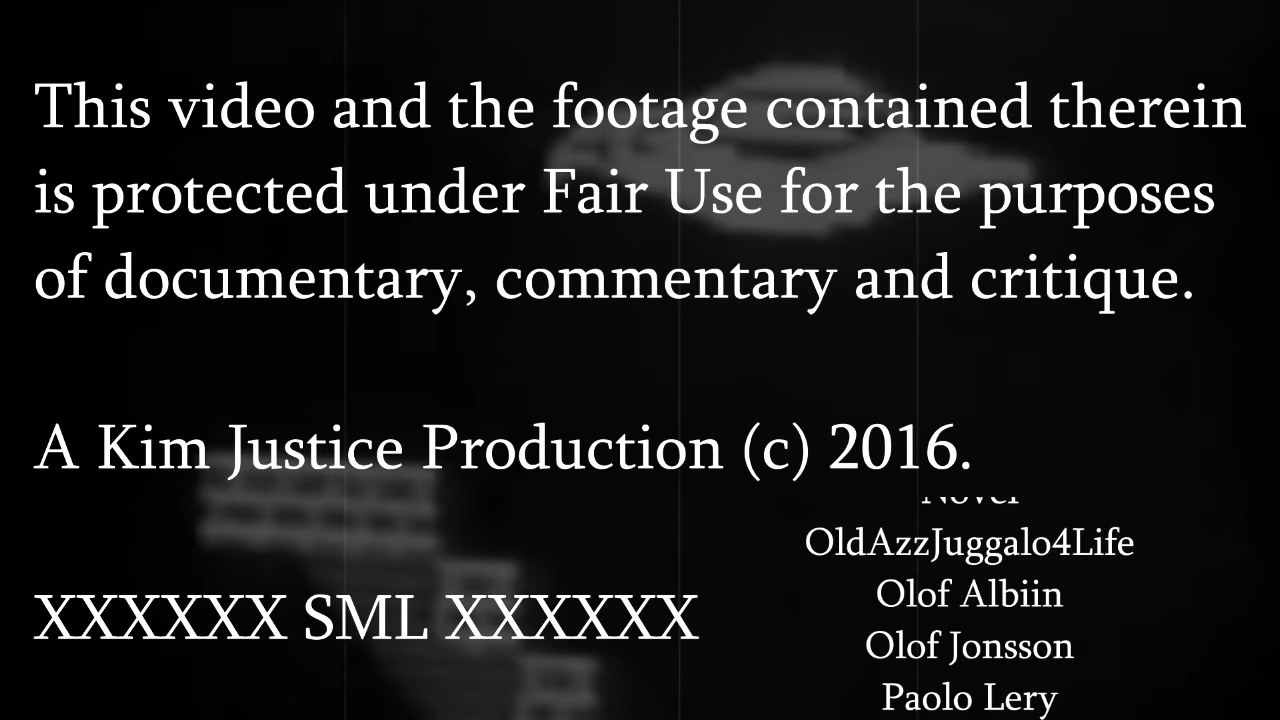 This video and the footage contained therein
is protected under Fair Use for the purposes
of documentary, commentary and critique.
A Kim Justice Production (c) 2016.
XXXXXX SML XXXXXX
OldAzzJuggalo4Life
Olof Albiin
Olof Jonsson
Paolo Lery